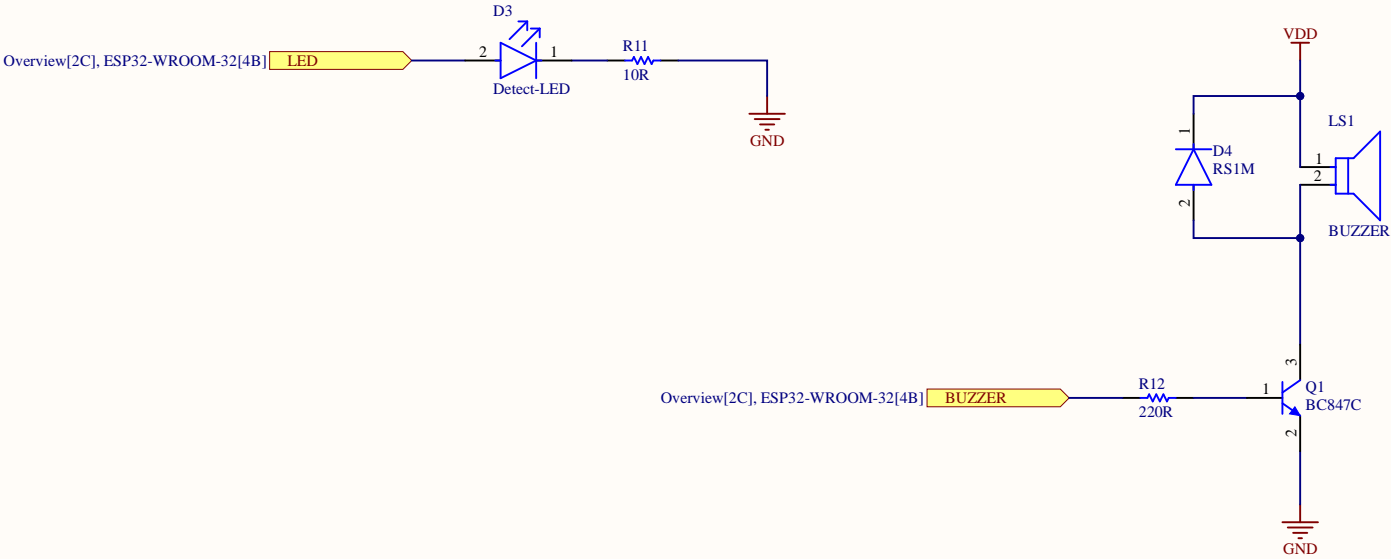 D3
Overview[2C], ESP32-WROOM-32[4B]
LED
2
1
Detect-LED
R11
10R
GND
VDD
LS1
1
2
BUZZER
1
D4
RS1M
2
Overview[2C], ESP32-WROOM-32[4B]
BUZZER
R12
220R
1
3
Q1
BC847C
2
GND